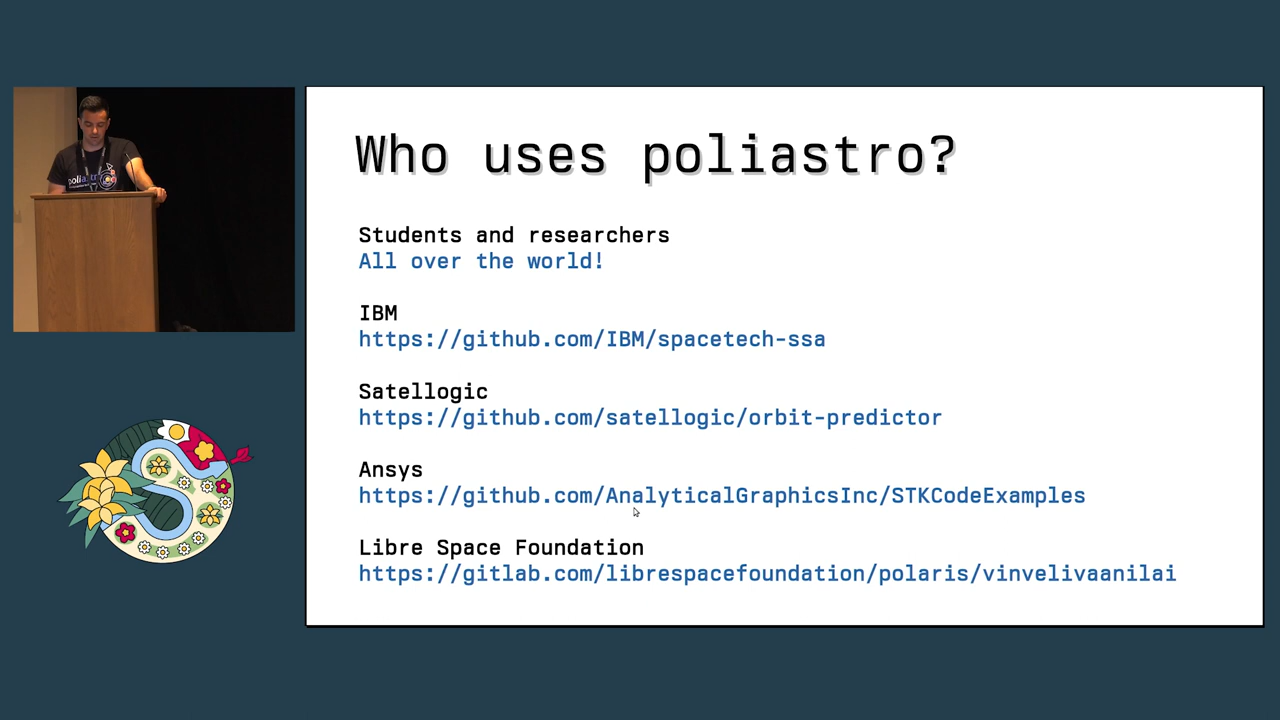 Who uses poliastro?
Students and researchers
All over the world!
IBM
https://github.com/IBM/spacetech-ssa
Satellogic
https://github.com/satellogic/orbit-predictor
Ansys
https://github.com/AnalyticalGraphicsInc/STKCodeExamples
Libre Space Foundation
https://gitlab.com/librespacefoundation/polaris/vinvelivaanilai